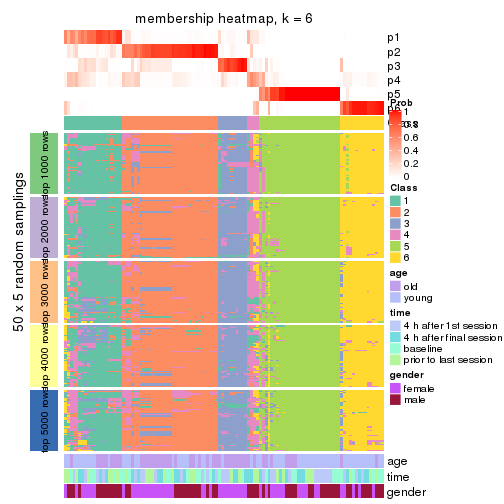 membership heatmap, k = 6
p1
p2
p3
p4
p5
p6
50 x 5 random samplings
top 1000 rows
top 2000 rows
top 3000 rows
top 4000 rows
top 5000 rows
Prob
1
0.8
0.6
0.4
0.2
0
Class
1
2
3
4
5
6
age
old
young
time
4 h after 1st session
4 h after final session
baseline
prior to last session
gender
female
male
age
time
gender